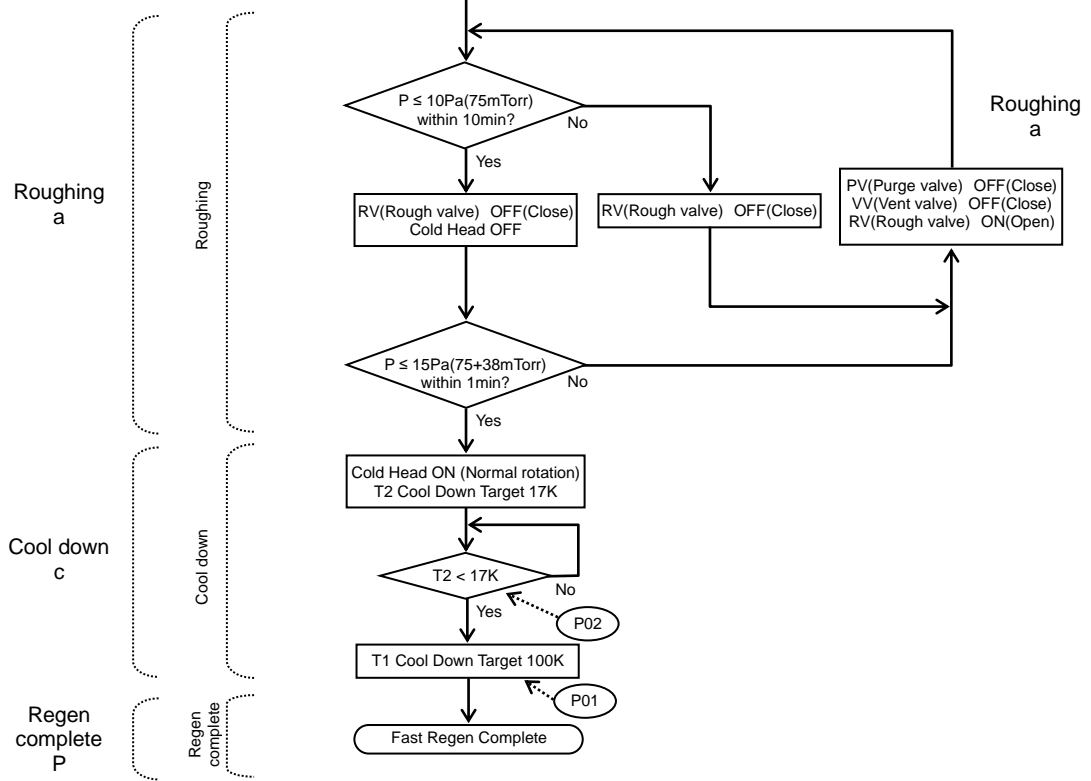 P ≤ 10Pa(75mTorr)
within 10min?
No
Yes
Roughing
a
Roughing
a
Roughing
RV(Rough valve) OFF(Close)
Cold Head OFF
RV(Rough valve) OFF(Close)
PV(Purge valve) OFF(Close)
VV(Vent valve) OFF(Close)
RV(Rough valve) ON(Open)
P ≤ 15Pa(75+38mTorr)
within 1min?
No
Yes
Cool down
c
Cool down
Cold Head ON (Normal rotation)
T2 Cool Down Target 17K
T2 < 17K
No
Yes
P02
T1 Cool Down Target 100K
P01
Regen
complete
P
Regen
complete
Fast Regen Complete